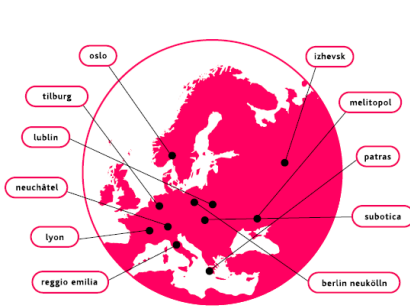 oslo
izhevsk
tilburg
melitopol
lublin
patras
neuchâtel
subotica
lyon
reggio emilia
berlin neukölln